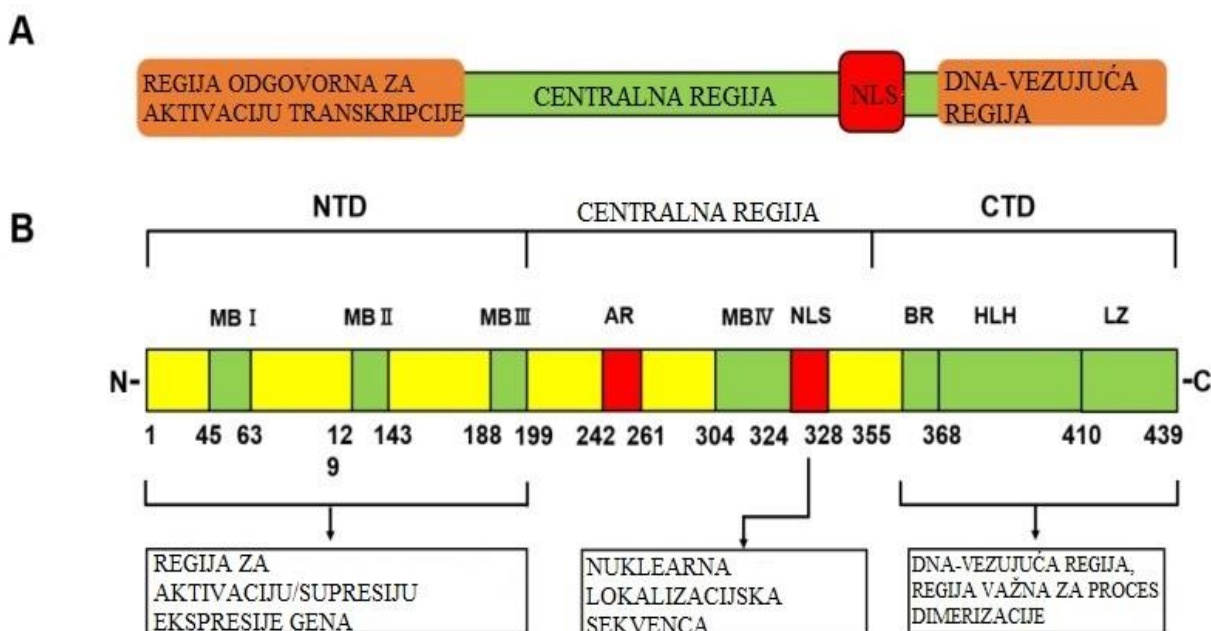 A
REGIJA ODGOVORNA ZA
AKTIVACIJU TRANSKRIPCIJE
CENTRALNA REGIJA
NLS
DNA-VEZUJUĆA
REGIJA
B
NTD
CENTRALNA REGIJA
CTD
MB I
MB II
MB III
AR
MB IV
NLS
BR
HLH
LZ
N-
-C
1 45 63 12 143 188 199 242 261 304 324 328 355 368 410 439
9
REGIJA ZA
AKTIVACIJU/SUPRESIJU
EKSPRESIJE GENA
NUKLEARNA
LOKALIZACIJSKA
SEKVENCA
DNA-VEZUJUĆA REGIJA,
REGIJA VAŽNA ZA PROCES
DIMERIZACIJE